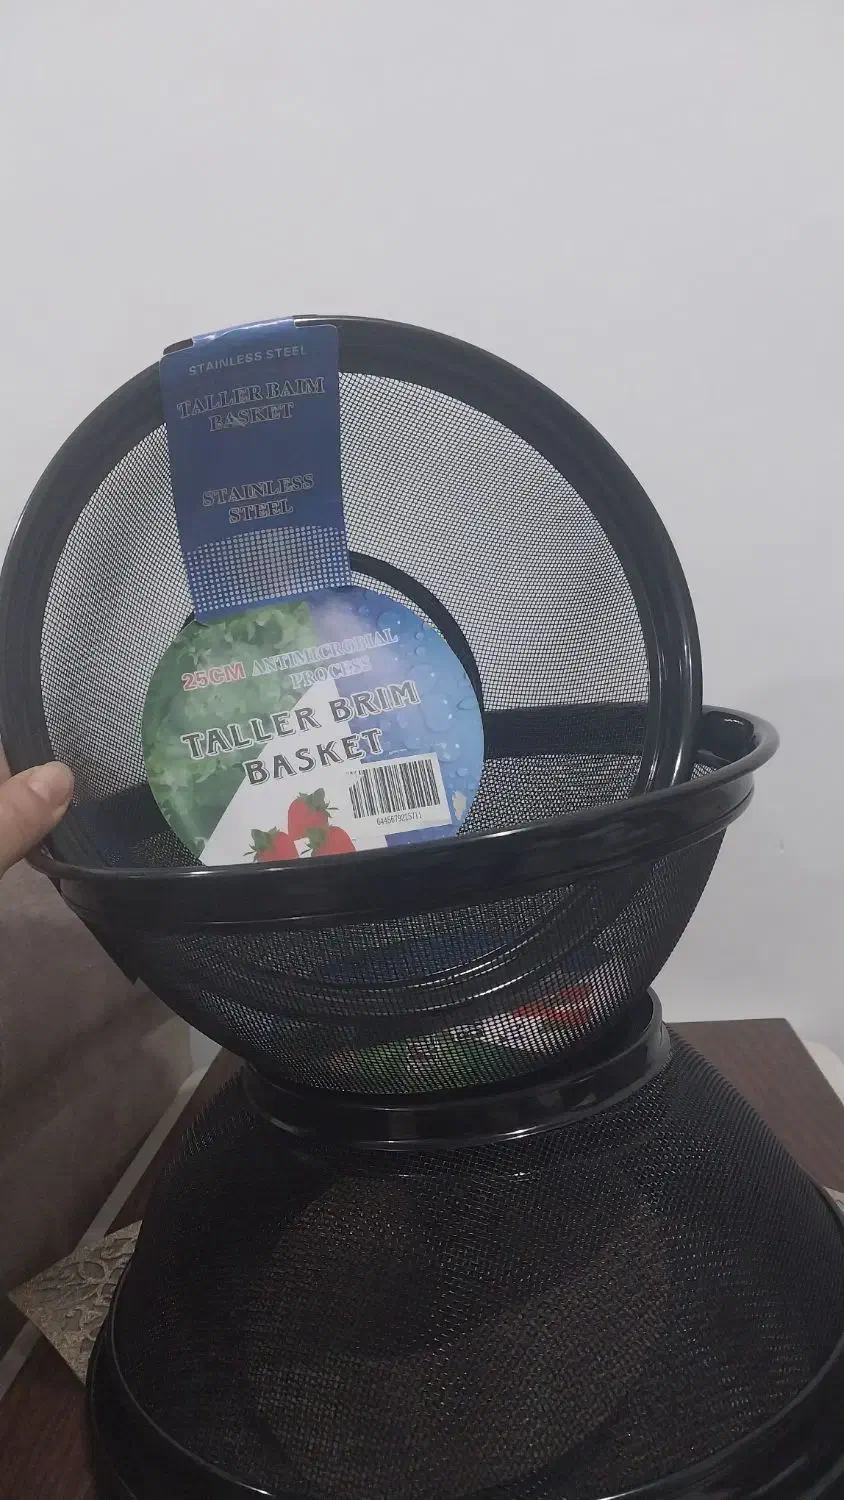 STAINLESS STEEL
TALLER BAIM
BASKET
STAINLESS
STEEL
25CM ANTIMICROBIAL
PROCESS
TALLER BRIM
BASKET